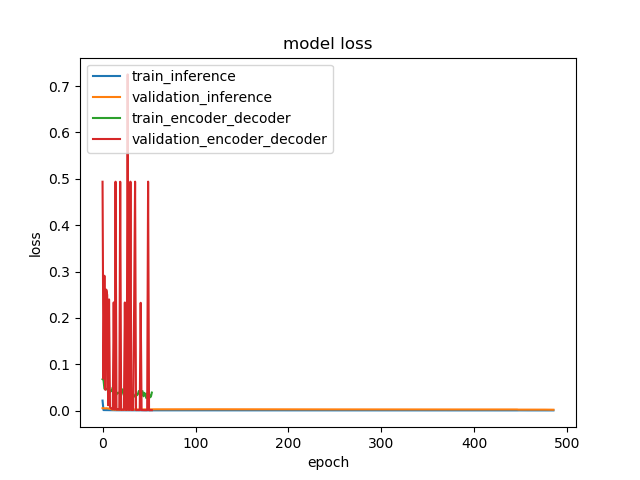 model loss
train_inference
validation_inference
train_encoder_decoder
validation_encoder_decoder
0.7
0.6
0.5
0.4
0.3
0.2
0.1
0.0
loss
0
100
200
300
400
500
epoch